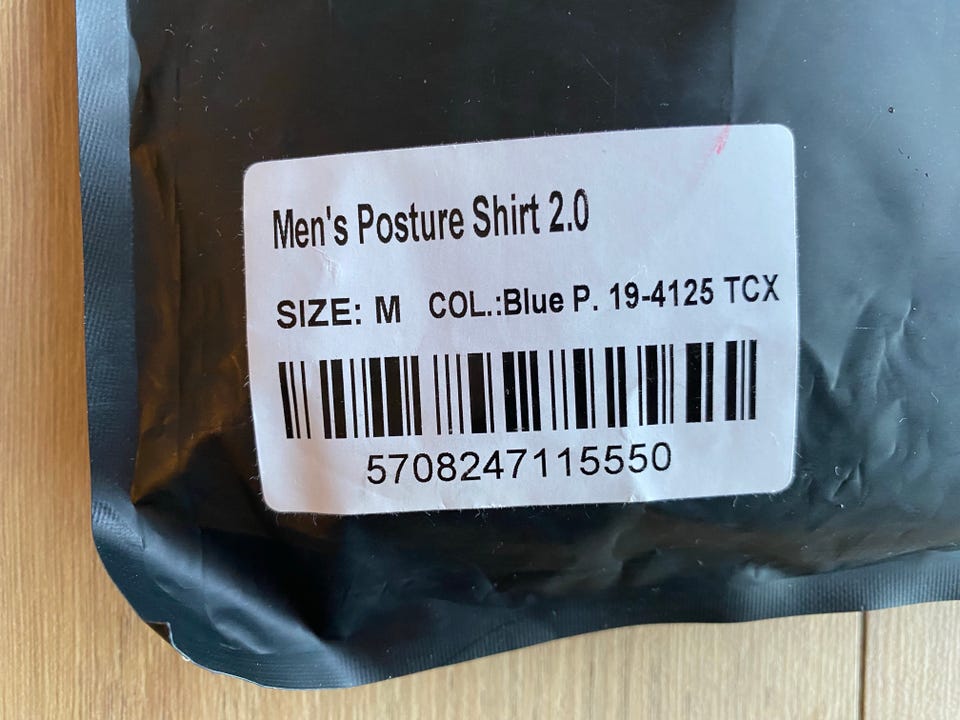 Men's Posture Shirt 2.0
SIZE: M COL.:Blue P. 19-4125 TCX
5708247115550